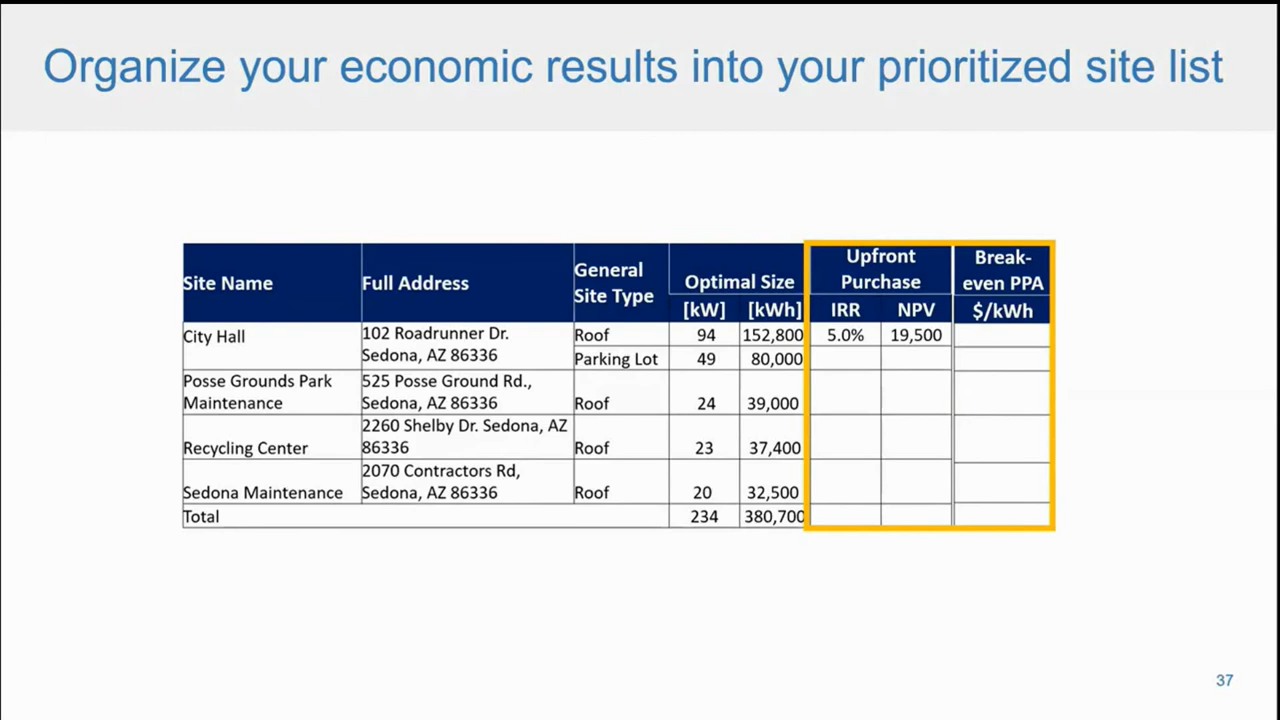 Organize your economic results into your prioritized site list
Site Name Full Address General Site Type Optimal Size Upfront Purchase Break-even PPA
[kW] [kWh] IRR NPV $/kWh
City Hall 102 Roadrunner Dr. Sedona, AZ 86336 Roof 94 152,800 5.0% 19,500
Parking Lot 49 80,000
Posse Grounds Park Maintenance 525 Posse Ground Rd., Sedona, AZ 86336 Roof 24 39,000
Recycling Center 2260 Shelby Dr. Sedona, AZ 86336 Roof 23 37,400
Sedona Maintenance 2070 Contractors Rd, Sedona, AZ 86336 Roof 20 32,500
Total 234 380,700
37